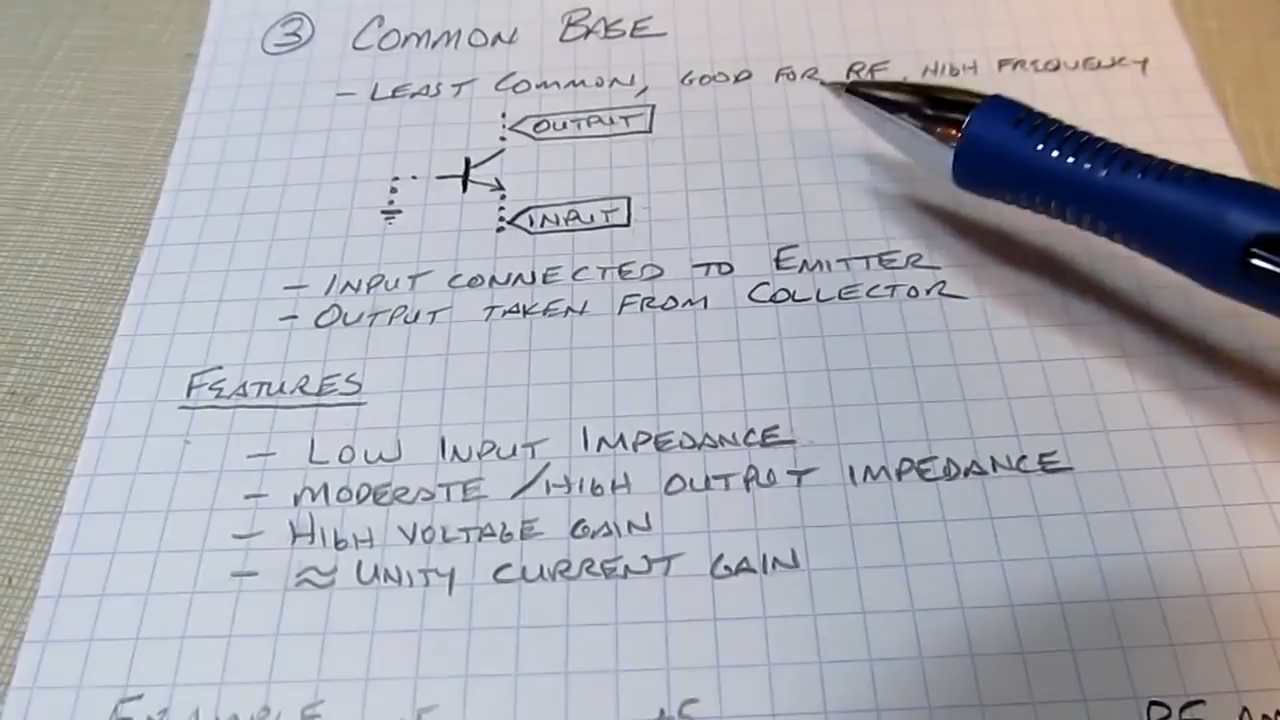 ③ COMMON BASE
- LEAST COMMON, GOOD FOR RF, HIGH FREQUENCY
OUTPUT
INPUT
- INPUT CONNECTED TO EMITTER
- OUTPUT TAKEN FROM COLLECTOR
FEATURES
- LOW INPUT IMPEDANCE
- MODERATE / HIGH OUTPUT IMPEDANCE
- HIGH VOLTAGE GAIN
- ≈ UNITY CURRENT GAIN